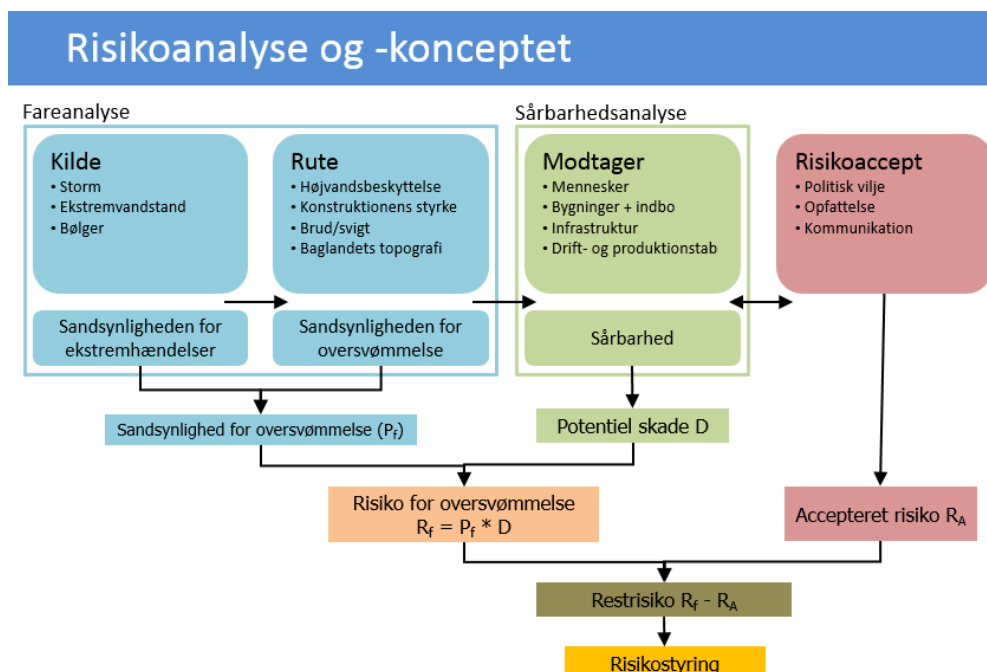 Risikoanalyse og -konceptet
Fareanalyse
Sårbarhedsanalyse
Kilde
• Storm
• Ekstremvandstand
• Bølger
Rute
• Højvandsbeskyttelse
• Konstruktionens styrke
• Brud/svigt
• Baglandets topografi
Modtager
• Mennesker
• Bygninger + indbo
• Infrastruktur
• Drift- og produktionstab
Risikoaccept
• Politisk vilje
• Opfattelse
• Kommunikation
Sandsynligheden for
ekstremhændelser
Sandsynligheden for
oversvømmelse
Sårbarhed
Sandsynlighed for oversvømmelse (Pf)
Potentiel skade D
Risiko for oversvømmelse
Rf = Pf * D
Accepteret risiko RA
Restrisiko Rf - RA
Risikostyring